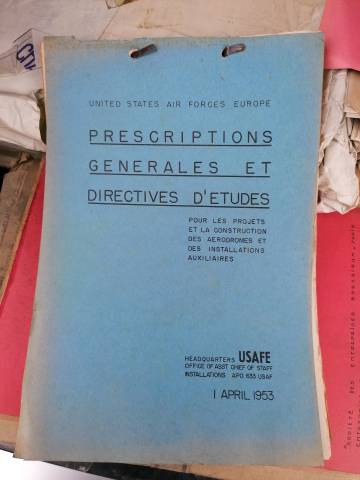 UNITED STATES AIR FORCES EUROPE
PRESCRIPTIONS
GENERALES ET
DIRECTIVES D'ETUDES
POUR LES PROJETS
ET LA CONSTRUCTION
DES AERODROMES ET
DES INSTALLATIONS
AUXILIAIRES
HEADQUARTERS USAFE
OFFICE OF ASST CHIEF OF STAFF
INSTALLATIONS APO 633 USAF
1 APRIL 1953